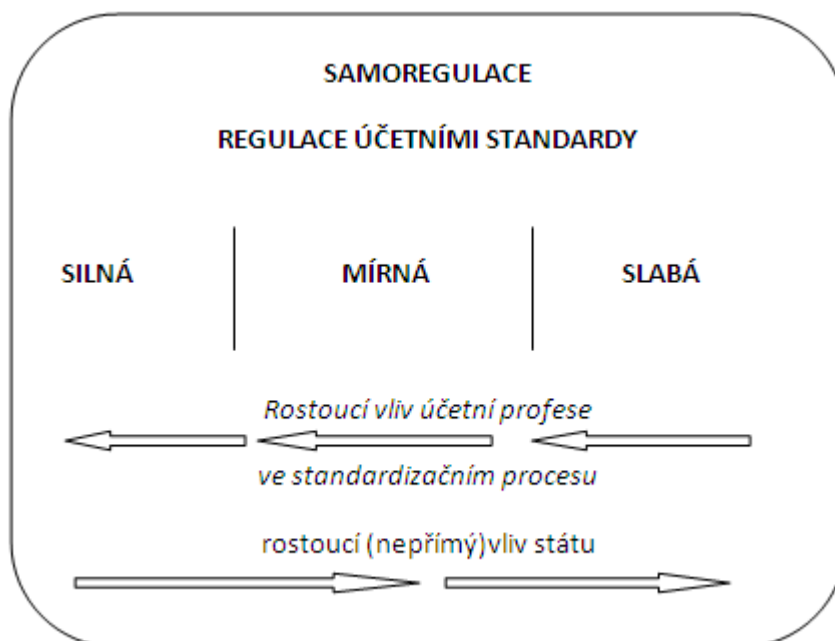 SAMOREGULACE
REGULACE ÚČETNÍMI STANDARDY
SILNÁ MÍRNÁ SLABÁ
Rostoucí vliv účetní profese
ve standardizačním procesu
rostoucí (nepřímý)vliv státu